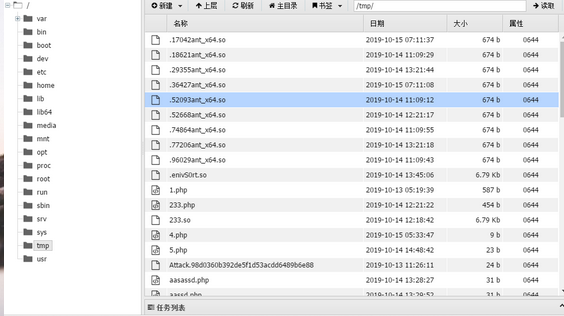 /
var
bin
boot
dev
etc
home
lib
lib64
media
mnt
opt
proc
root
run
sbin
srv
sys
tmp
usr
新建 上层 刷新 主目录 书签 /tmp/ 读取
名称 日期 大小 属性
.17042ant_x64.so 2019-10-15 07:11:37 674 b 0644
.18621ant_x64.so 2019-10-14 11:09:29 674 b 0644
.29355ant_x64.so 2019-10-14 13:21:44 674 b 0644
.36427ant_x64.so 2019-10-15 07:11:08 674 b 0644
.52093ant_x64.so 2019-10-14 11:09:12 674 b 0644
.52668ant_x64.so 2019-10-14 12:21:17 674 b 0644
.74864ant_x64.so 2019-10-14 11:09:55 674 b 0644
.77206ant_x64.so 2019-10-14 13:21:18 674 b 0644
.96029ant_x64.so 2019-10-14 11:09:43 674 b 0644
.enivS0rt.so 2019-10-14 13:45:06 6.79 Kb 0644
1.php 2019-10-13 05:19:39 587 b 0644
233.php 2019-10-14 12:21:22 454 b 0644
233.so 2019-10-14 12:18:42 6.79 Kb 0644
4.php 2019-10-15 05:33:47 9 b 0644
5.php 2019-10-14 14:48:42 23 b 0644
Attack.98d0360b392de5f1d53acdd6489b6e88 2019-10-13 11:26:11 24 b 0644
aasassd.php 2019-10-14 13:28:27 31 b 0644
aassd.php 2019-10-14 13:29:52 31 b 0644
任务列表